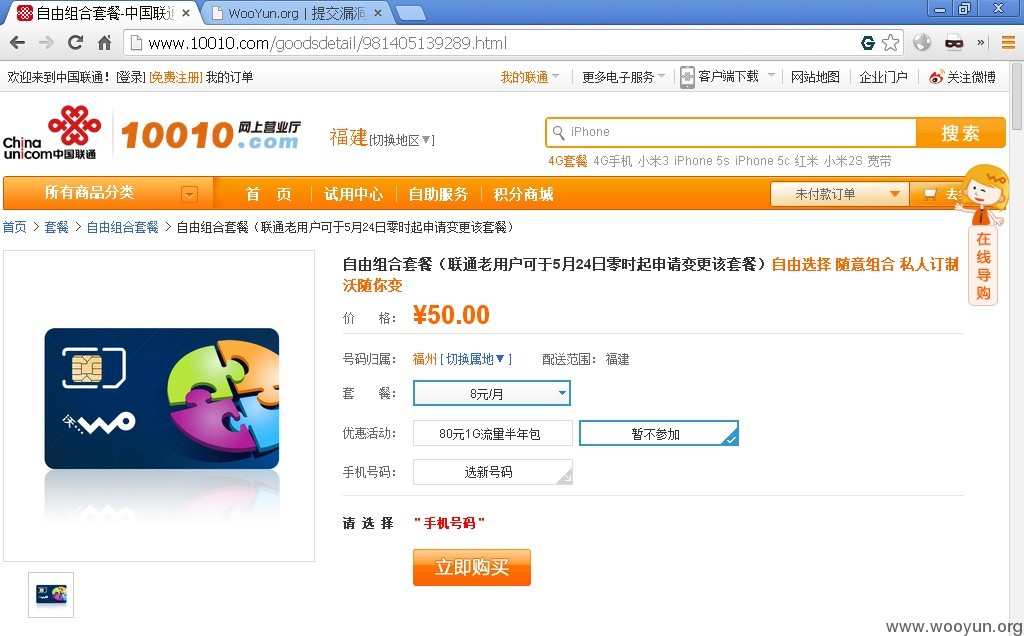 自由组合套餐-中国联通
WooYun.org | 提交漏洞
www.10010.com/goodsdetail/981405139289.html
欢迎来到中国联通! [登录] [免费注册] 我的订单
我的联通 更多电子服务 客户端下载 网站地图 企业门户 关注微博
China unicom中国联通
10010.com 网上营业厅
福建[切换地区▼]
iPhone
搜索
4G套餐 4G手机 小米3 iPhone 5s iPhone 5c 红米 小米2S 宽带
所有商品分类 首 页 试用中心 自助服务 积分商城 未付款订单
首页 > 套餐 > 自由组合套餐 > 自由组合套餐（联通老用户可于5月24日零时起申请变更该套餐）
自由组合套餐（联通老用户可于5月24日零时起申请变更该套餐）自由选择 随意组合 私人订制
沃随你变
价 格: ¥50.00
号码归属: 福州 [切换属地▼] 配送范围: 福建
套 餐: 8元/月
优惠活动: 80元1G流量半年包 暂不参加
手机号码: 选新号码
请 选 择 "手机号码"
立即购买
在线导购
wo
www.wooyun.org